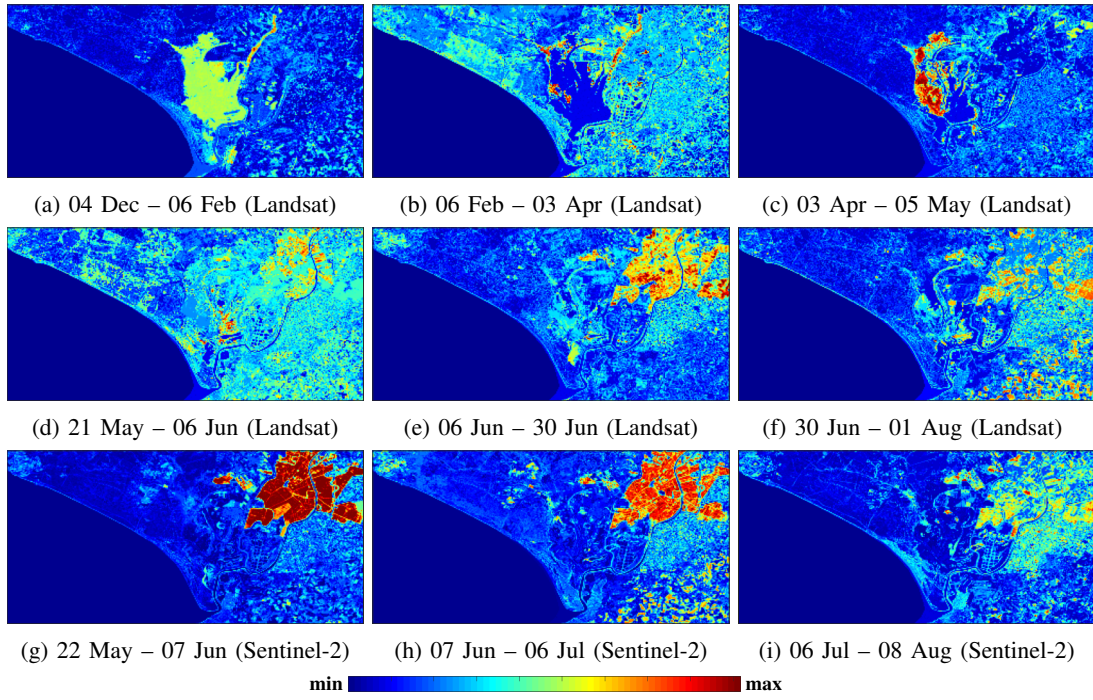 (a) 04 Dec – 06 Feb (Landsat)
(b) 06 Feb – 03 Apr (Landsat)
(c) 03 Apr – 05 May (Landsat)
(d) 21 May – 06 Jun (Landsat)
(e) 06 Jun – 30 Jun (Landsat)
(f) 30 Jun – 01 Aug (Landsat)
(g) 22 May – 07 Jun (Sentinel-2)
(h) 07 Jun – 06 Jul (Sentinel-2)
(i) 06 Jul – 08 Aug (Sentinel-2)
min max